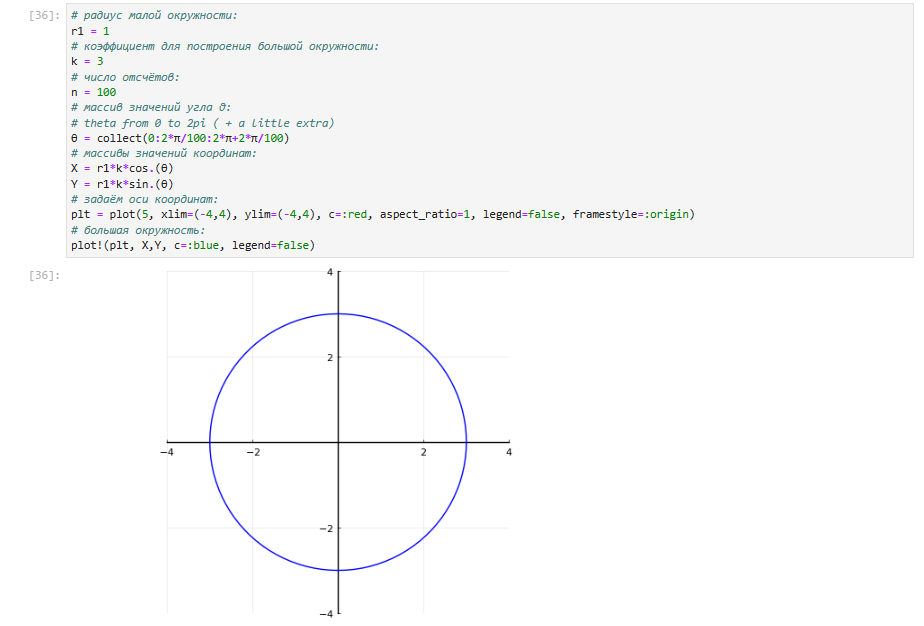 [36]:
# радиус малой окружности:
r1 = 1
# коэффициент для построения большой окружности:
k = 3
# число отсчётов:
n = 100
# массив значений угла θ:
# theta from 0 to 2pi ( + a little extra)
θ = collect(0:2*π/100:2*π+2*π/100)
# массивы значений координат:
X = r1*k*cos.(θ)
Y = r1*k*sin.(θ)
# задаём оси координат:
plt = plot(5, xlim=(-4,4), ylim=(-4,4), c=:red, aspect_ratio=1, legend=false, framestyle=:origin)
# большая окружность:
plot!(plt, X,Y, c=:blue, legend=false)
[36]:
4
2
−4 −2 2 4
−2
−4